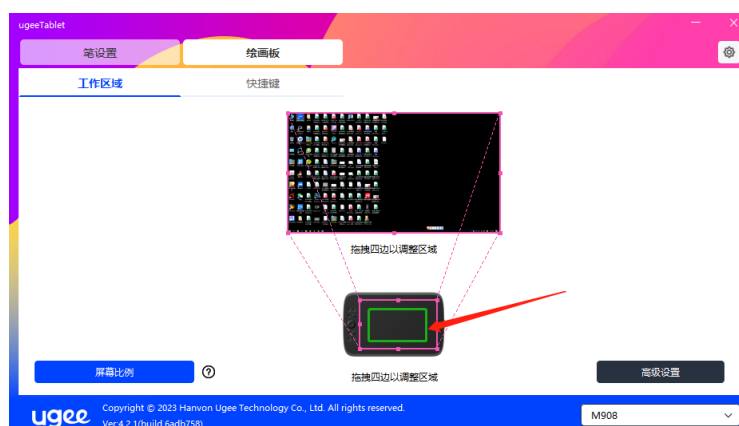 ugeeTablet
笔设置
绘画板
工作区域
快捷键
拖拽四边以调整区域
拖拽四边以调整区域
屏幕比例
?
高级设置
ugee
Copyright © 2023 Hanvon Ugee Technology Co., Ltd. All rights reserved.
Ver.4.2.1(build 6adb758)
M908